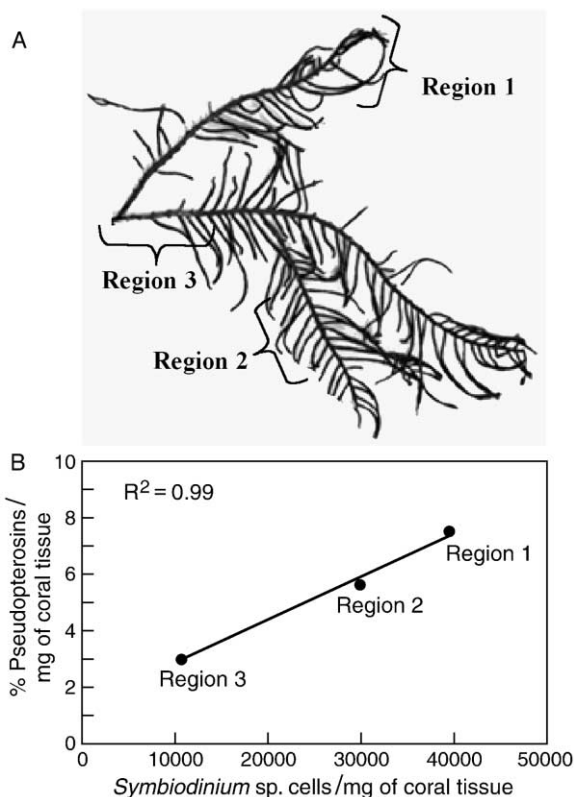 A
Region 1
Region 3
Region 2
B
10
R² = 0.99
8
Region 1
6
Region 2
4
Region 3
2
0
% Pseudopterosins/
mg of coral tissue
0 10000 20000 30000 40000 50000
Symbiodinium sp. cells/mg of coral tissue